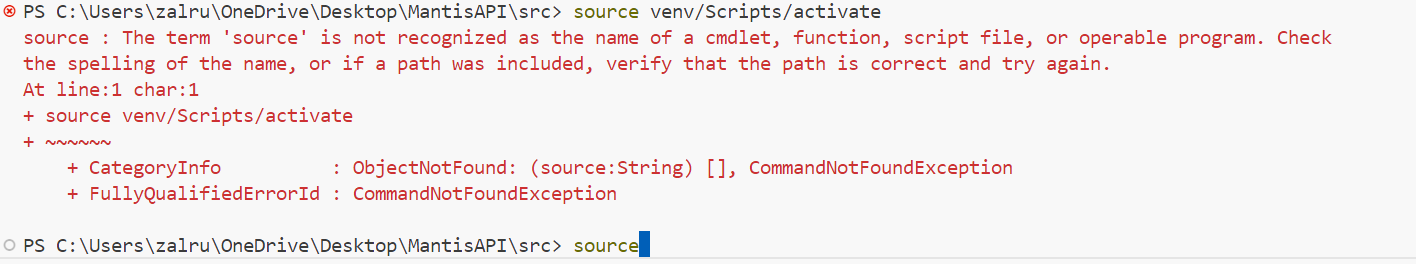 PS C:\Users\zalru\OneDrive\Desktop\MantisAPI\src> source venv/Scripts/activate
source : The term 'source' is not recognized as the name of a cmdlet, function, script file, or operable program. Check
the spelling of the name, or if a path was included, verify that the path is correct and try again.
At line:1 char:1
+ source venv/Scripts/activate
+ ~~~~~~
    + CategoryInfo          : ObjectNotFound: (source:String) [], CommandNotFoundException
    + FullyQualifiedErrorId : CommandNotFoundException
PS C:\Users\zalru\OneDrive\Desktop\MantisAPI\src> source